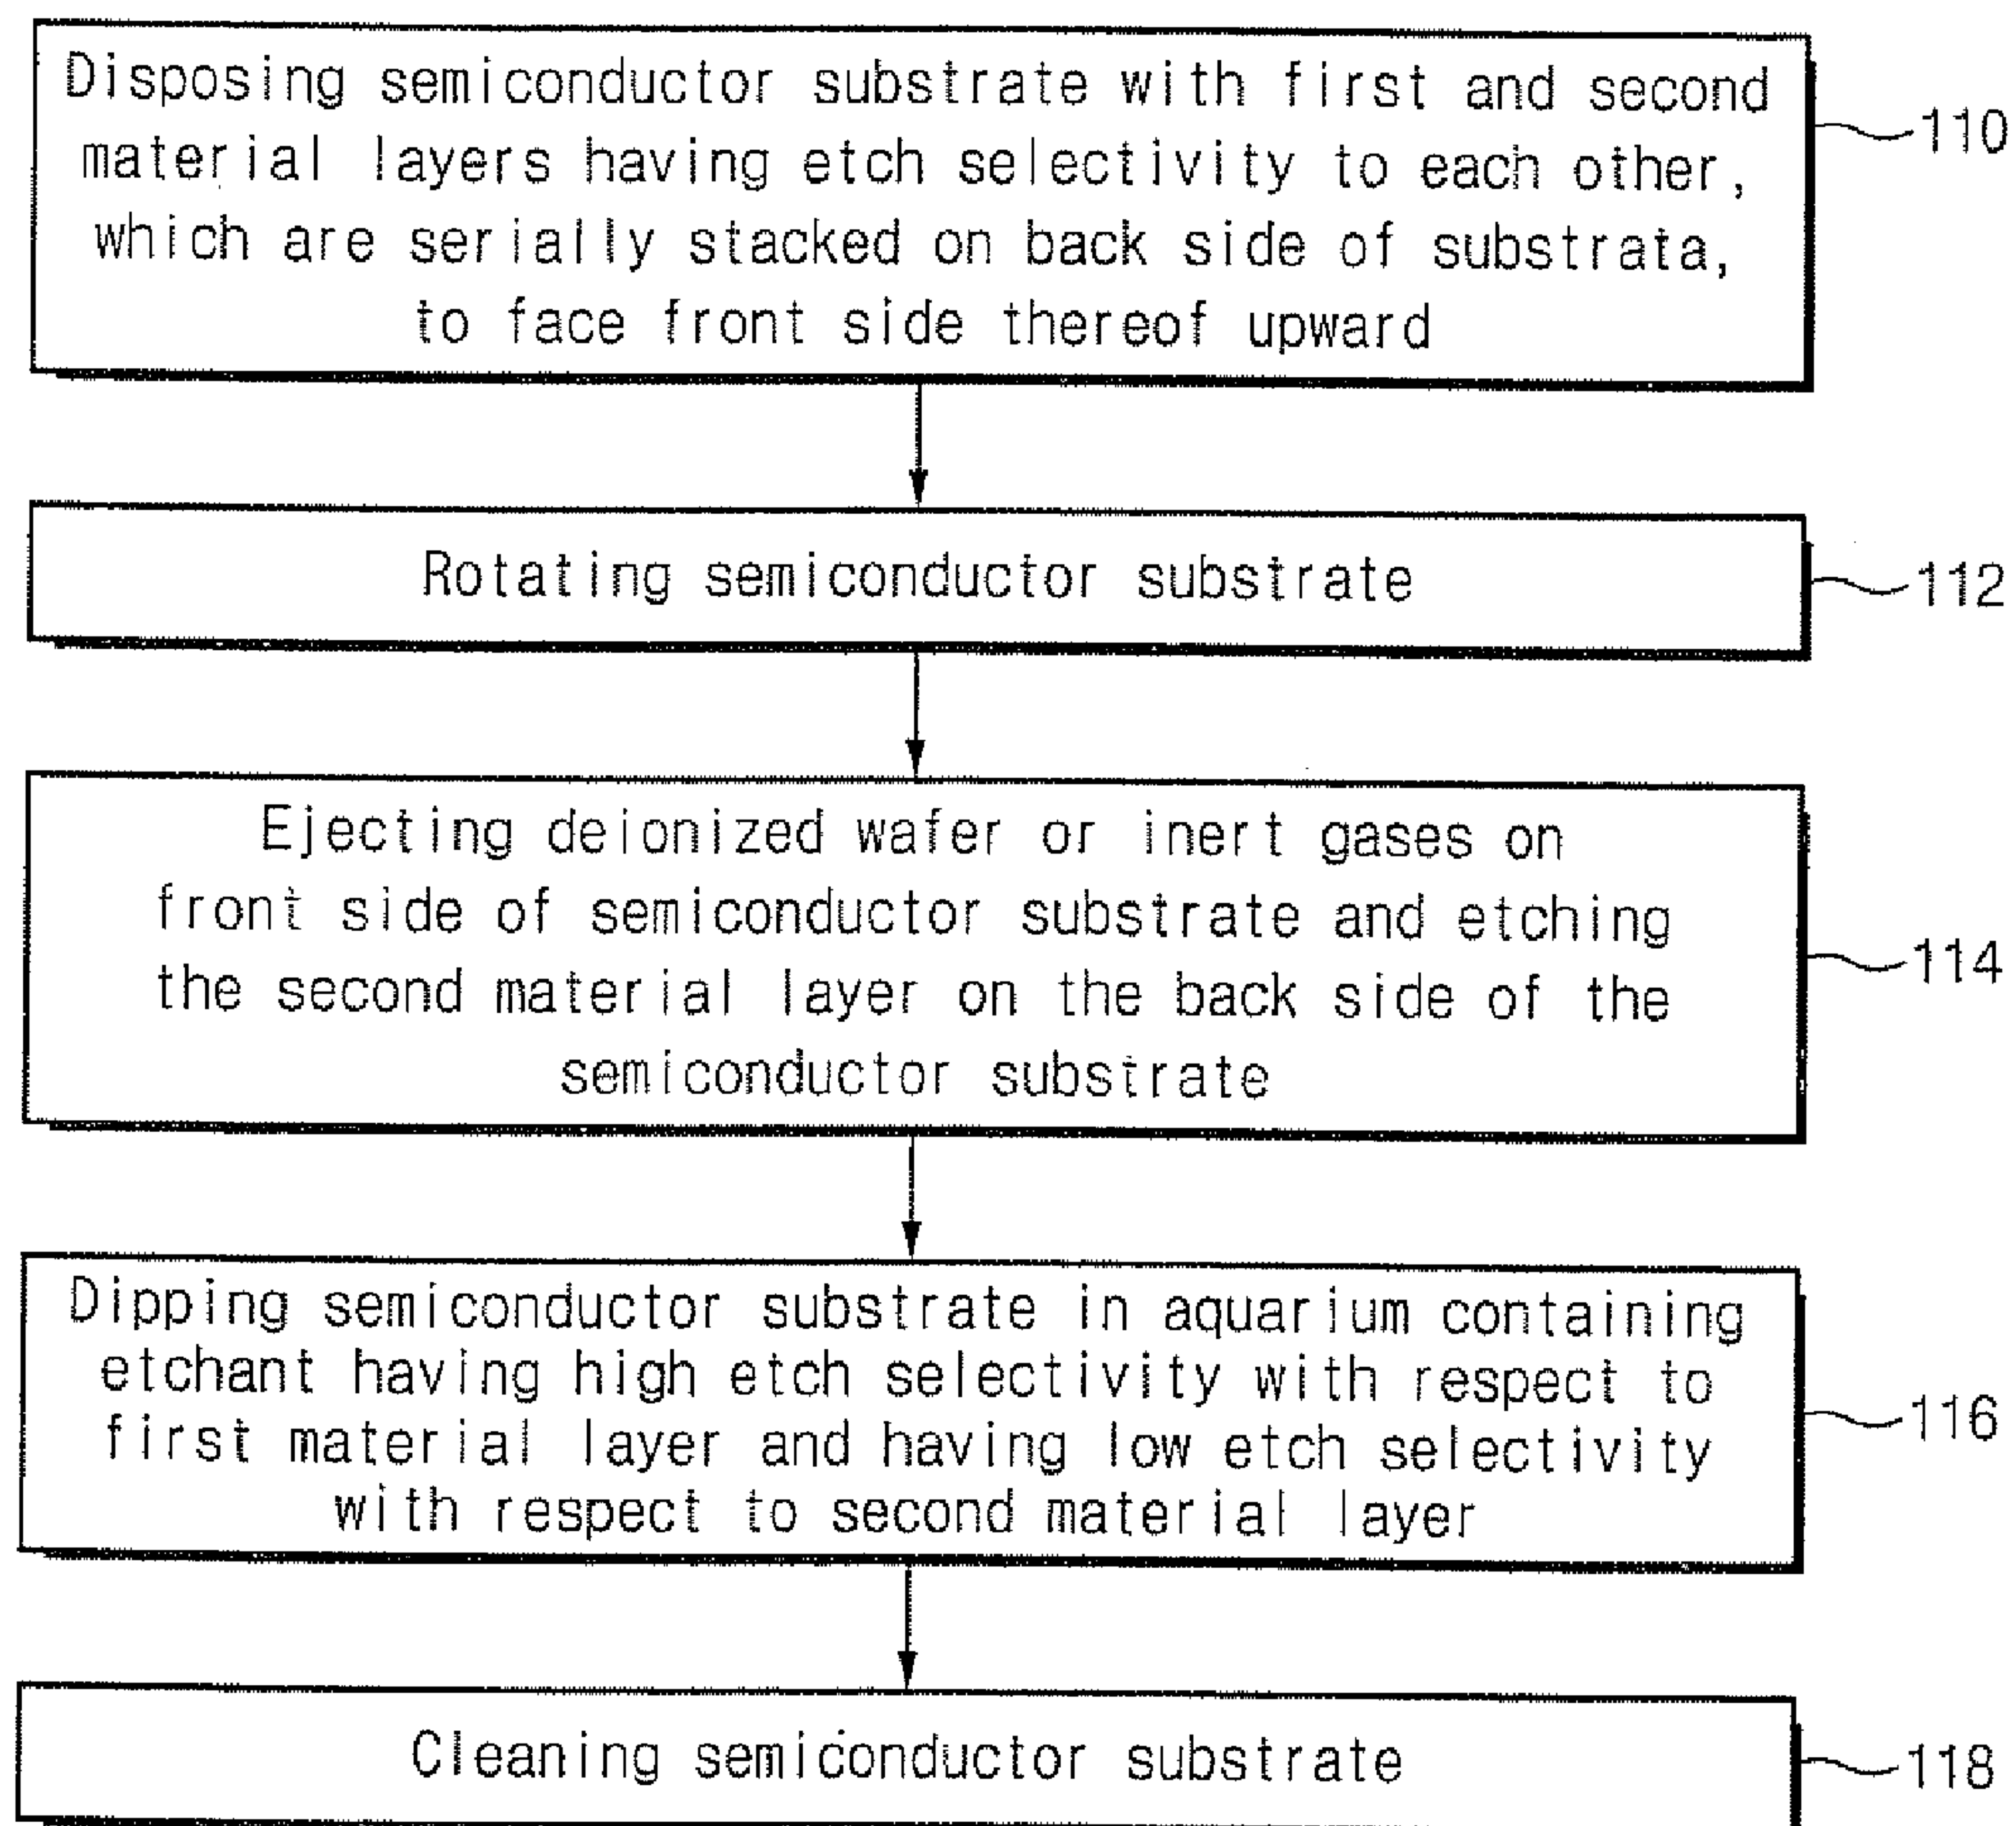 Disposing semiconductor substrate with first and second
material layers having etch selectivity to each other,
which are serially stacked on back side of substrata,
to face front side thereof upward
110
Rotating semiconductor substrate
112
Ejecting deionized wafer or inert gases on
front side of semiconductor substrate and etching
the second material layer on the back side of the
semiconductor substrate
114
Dipping semiconductor substrate in aquarium containing
etchant having high etch selectivity with respect to
first material layer and having low etch selectivity
with respect to second material layer
116
Cleaning semiconductor substrate
118